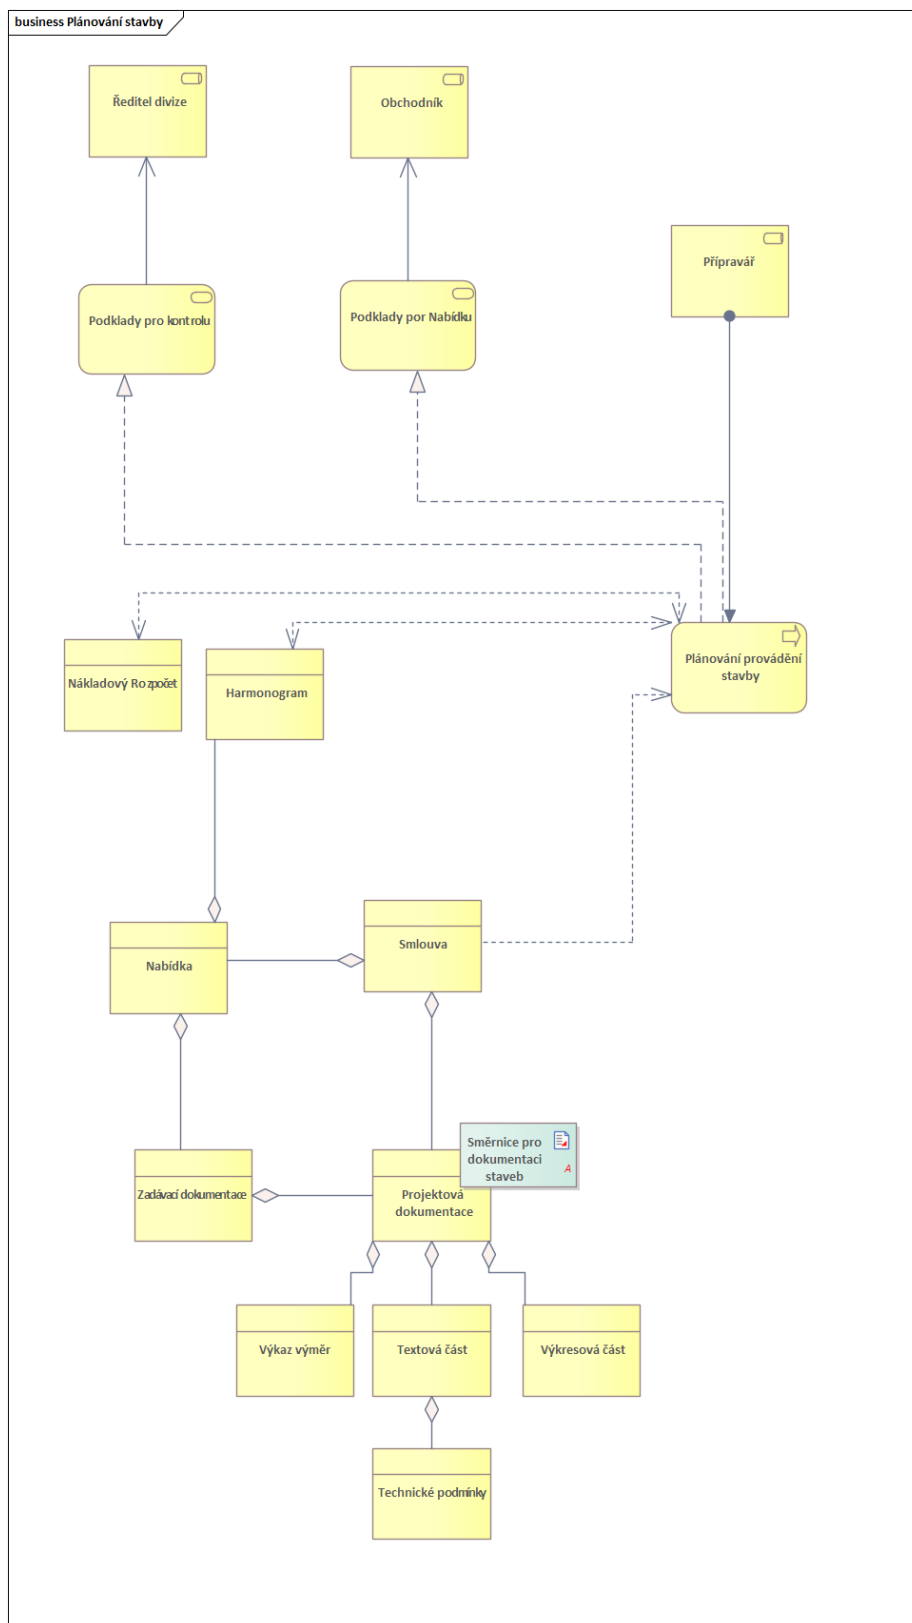 business Plánování stavby
Ředitel divize
Obchodník
Přípravář
Podklady pro kontrolu
Podklady por Nabídku
Plánování provádění
stavby
Nákladový Rozpočet
Harmonogram
Nabídka
Smlouva
Směrnice pro
dokumentaci
staveb
A
Zadávací dokumentace
Projektová
dokumentace
Výkaz výměr
Textová část
Výkresová část
Technické podmínky